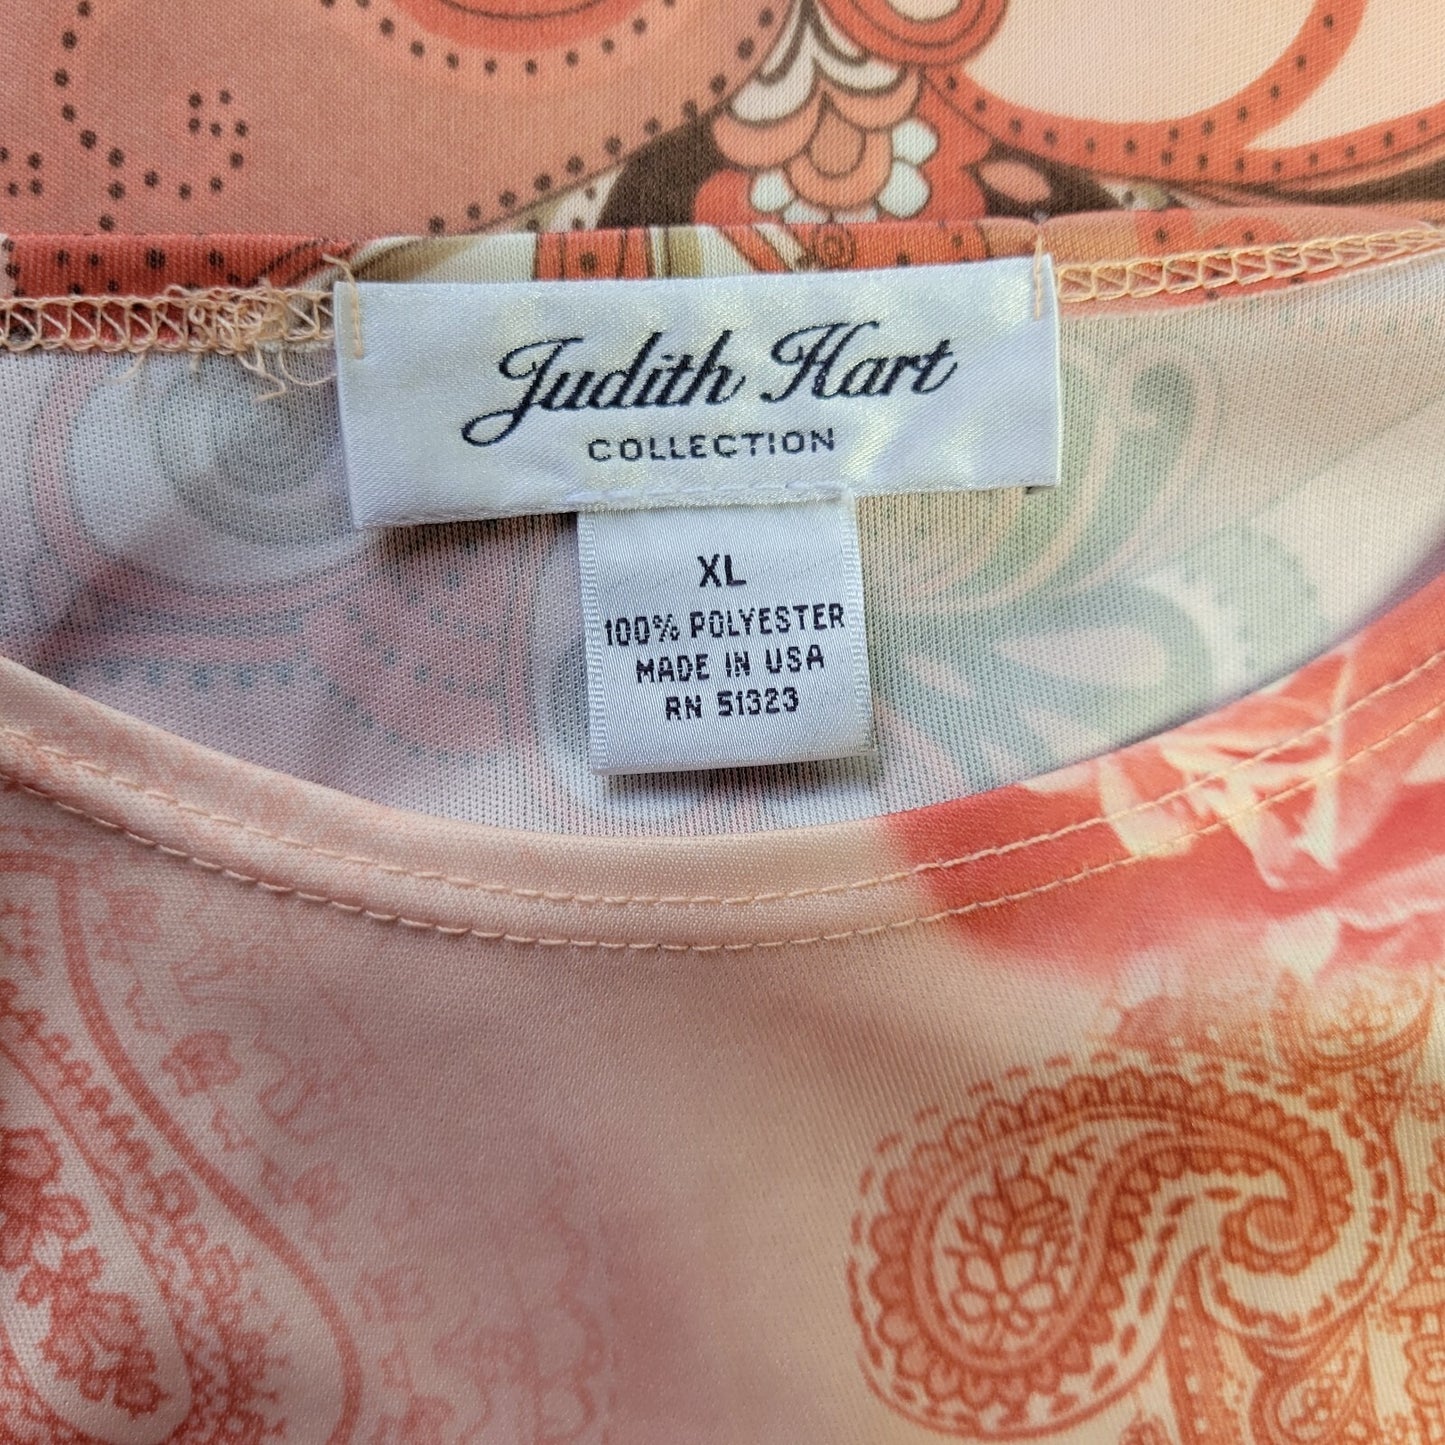 Judith Hart
COLLECTION
XL
100% POLYESTER
MADE IN USA
RN 51323